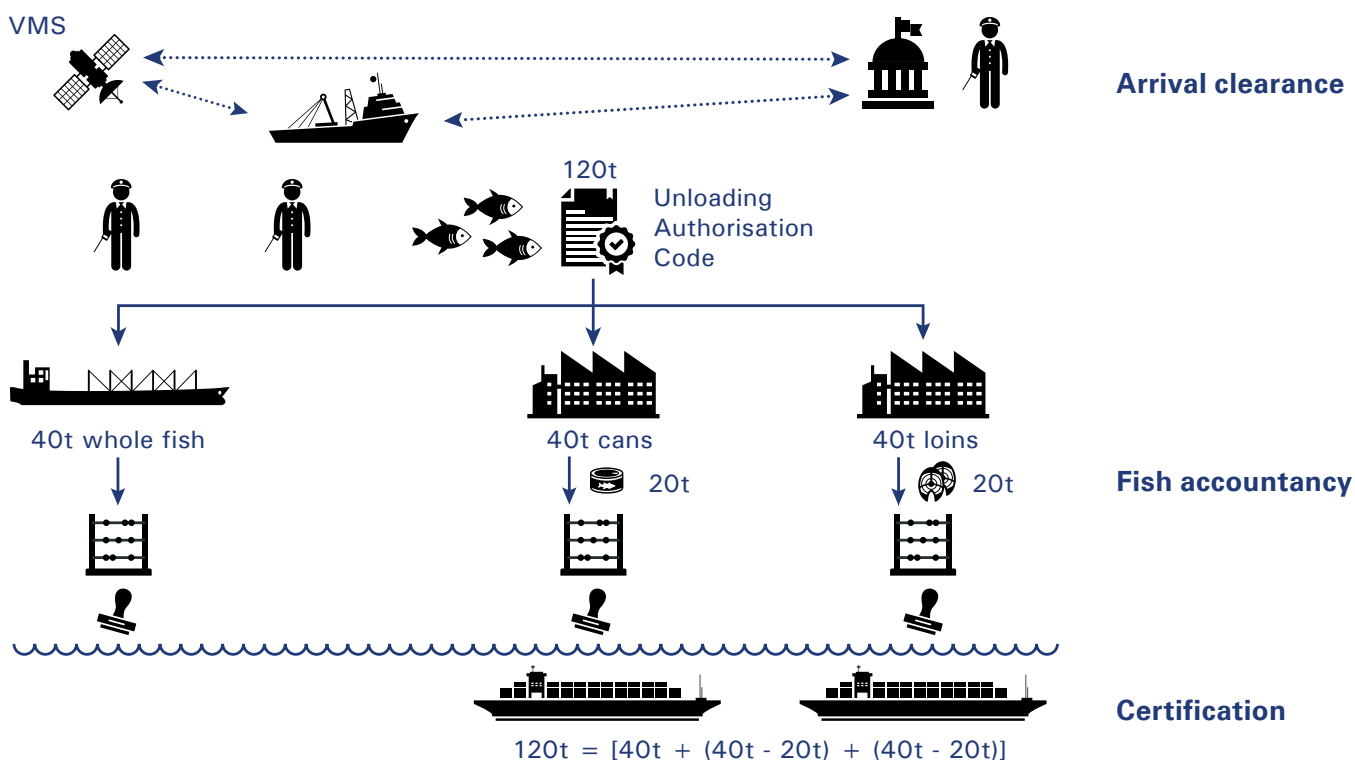 VMS
Arrival clearance
120t
Unloading
Authorisation
Code
40t whole fish
40t cans
40t loins
20t
20t
Fish accountancy
Certification
120t = [40t + (40t - 20t) + (40t - 20t)]